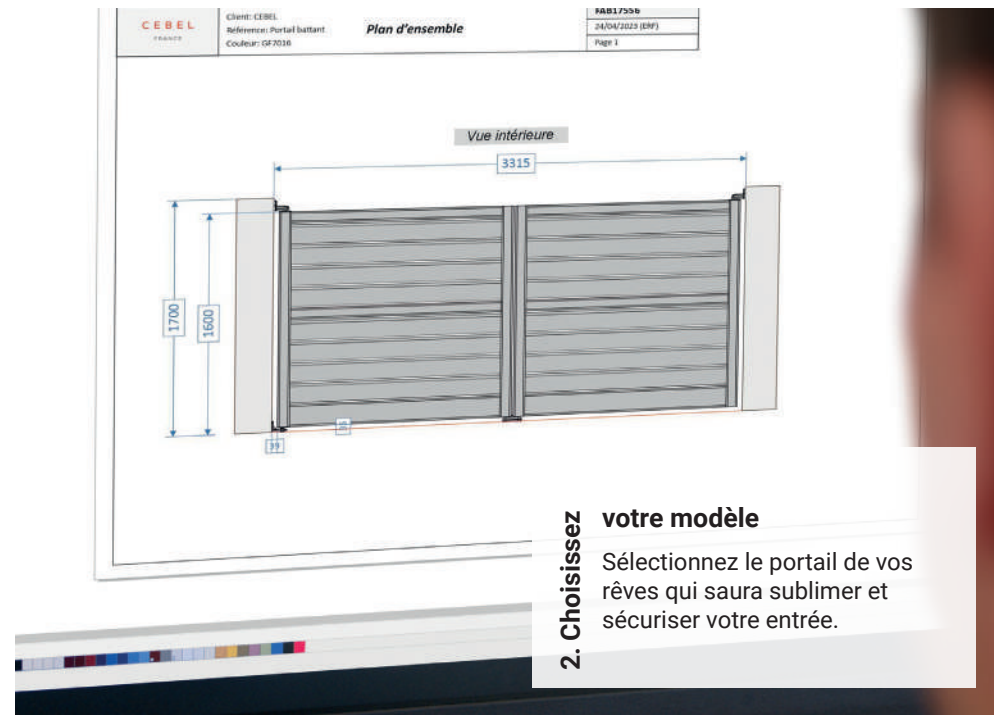 CEBEL
FRANCE
Client: CEBEL
Référence: Portail battant
Couleur: GF7016
Plan d'ensemble
FAB17556
24/04/2023 (ERF)
Page 1
Vue intérieure
3315
1700
1600
39
2. Choisissez
votre modèle
Sélectionnez le portail de vos
rêves qui saura sublimer et
sécuriser votre entrée.